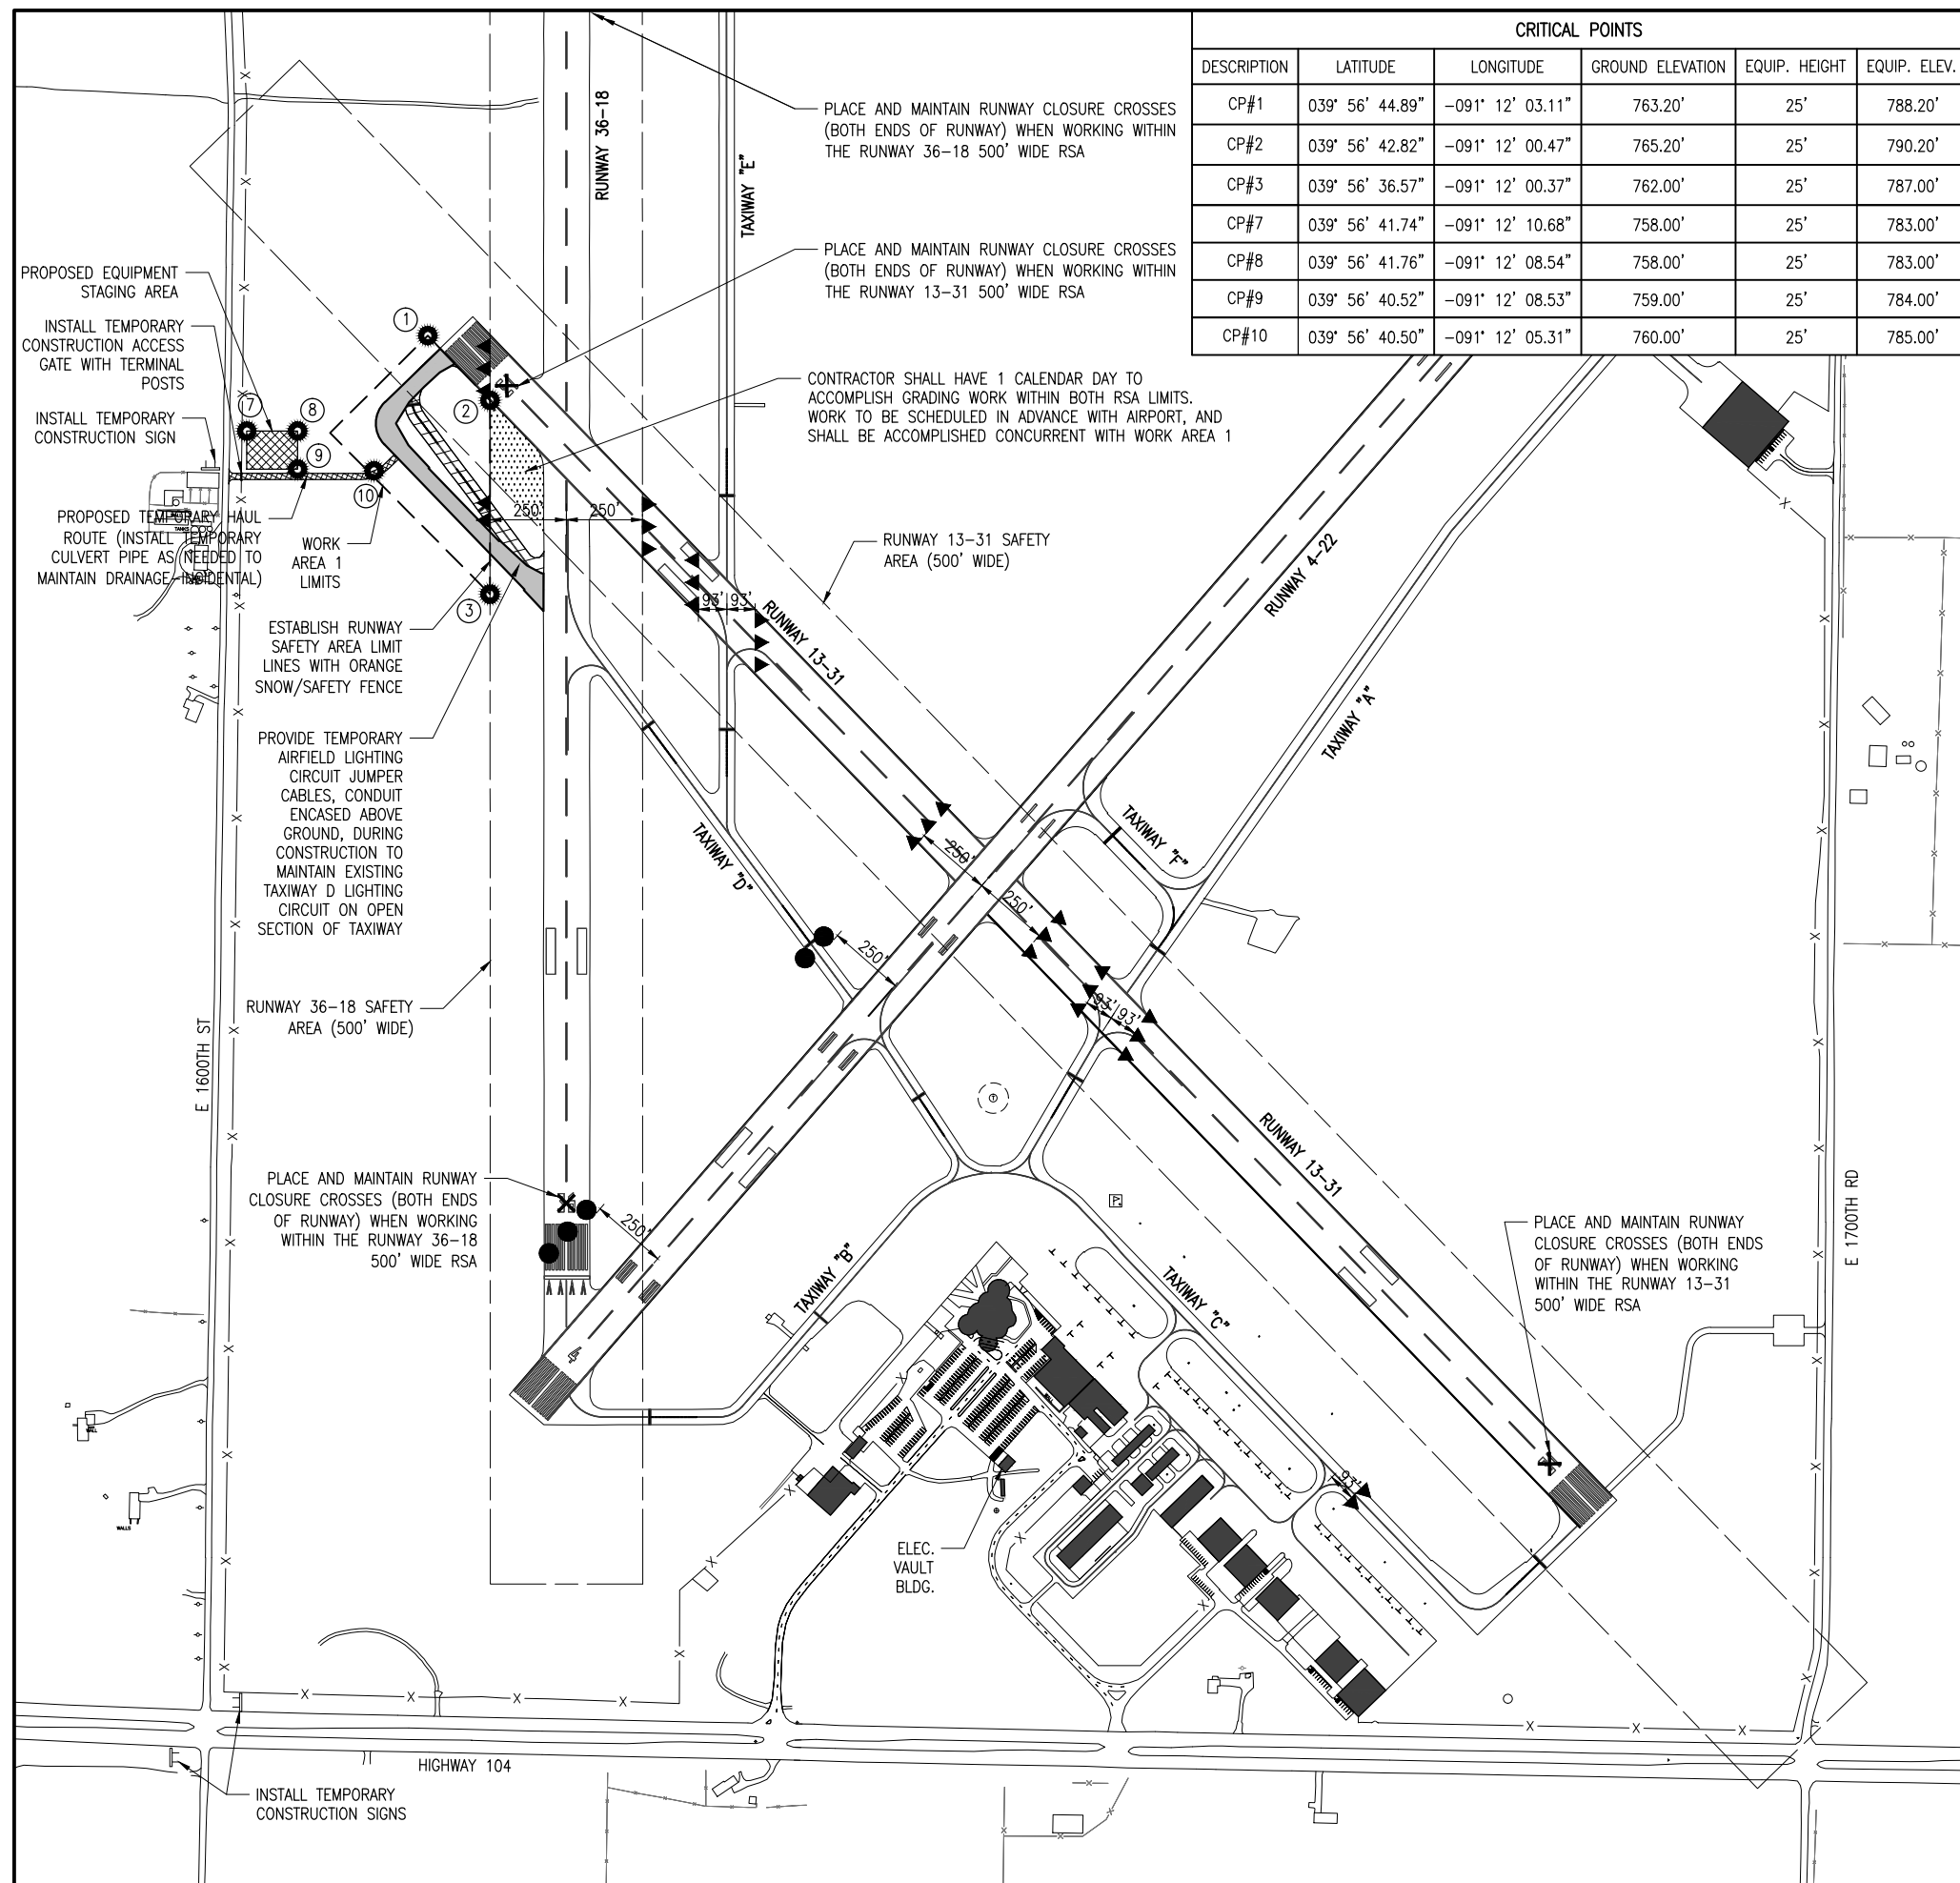 CRITICAL POINTS
DESCRIPTION LATITUDE LONGITUDE GROUND ELEVATION EQUIP. HEIGHT EQUIP. ELEV.
CP#1 039° 56' 44.89" -091° 12' 03.11" 763.20' 25' 788.20'
CP#2 039° 56' 42.82" -091° 12' 00.47" 765.20' 25' 790.20'
CP#3 039° 56' 36.57" -091° 12' 00.37" 762.00' 25' 787.00'
CP#7 039° 56' 41.74" -091° 12' 10.68" 758.00' 25' 783.00'
CP#8 039° 56' 41.76" -091° 12' 08.54" 758.00' 25' 783.00'
CP#9 039° 56' 40.52" -091° 12' 08.53" 759.00' 25' 784.00'
CP#10 039° 56' 40.50" -091° 12' 05.31" 760.00' 25' 785.00'
RUNWAY 36-18
TAXIWAY "E"
PLACE AND MAINTAIN RUNWAY CLOSURE CROSSES
(BOTH ENDS OF RUNWAY) WHEN WORKING WITHIN
THE RUNWAY 36-18 500' WIDE RSA
PLACE AND MAINTAIN RUNWAY CLOSURE CROSSES
(BOTH ENDS OF RUNWAY) WHEN WORKING WITHIN
THE RUNWAY 13-31 500' WIDE RSA
CONTRACTOR SHALL HAVE 1 CALENDAR DAY TO
ACCOMPLISH GRADING WORK WITHIN BOTH RSA LIMITS.
WORK TO BE SCHEDULED IN ADVANCE WITH AIRPORT, AND
SHALL BE ACCOMPLISHED CONCURRENT WITH WORK AREA 1
PROPOSED EQUIPMENT
STAGING AREA
INSTALL TEMPORARY
CONSTRUCTION ACCESS
GATE WITH TERMINAL
POSTS
INSTALL TEMPORARY
CONSTRUCTION SIGN
1
2
7
8
9
10
3
PROPOSED TEMPORARY HAUL
ROUTE (INSTALL TEMPORARY
CULVERT PIPE AS NEEDED TO
MAINTAIN DRAINAGE-INCIDENTAL)
TANKS
WORK
AREA 1
LIMITS
250' 250'
RUNWAY 13-31 SAFETY
AREA (500' WIDE)
93' 93'
RUNWAY 13-31
RUNWAY 4-22
TAXIWAY "A"
ESTABLISH RUNWAY
SAFETY AREA LIMIT
LINES WITH ORANGE
SNOW/SAFETY FENCE
PROVIDE TEMPORARY
AIRFIELD LIGHTING
CIRCUIT JUMPER
CABLES, CONDUIT
ENCASED ABOVE
GROUND, DURING
CONSTRUCTION TO
MAINTAIN EXISTING
TAXIWAY D LIGHTING
CIRCUIT ON OPEN
SECTION OF TAXIWAY
TAXIWAY "D"
TAXIWAY "F"
250'
250'
250'
93' 93'
RUNWAY 36-18 SAFETY
AREA (500' WIDE)
E 1600TH ST
RUNWAY 13-31
E 1700TH RD
PLACE AND MAINTAIN RUNWAY
CLOSURE CROSSES (BOTH ENDS
OF RUNWAY) WHEN WORKING
WITHIN THE RUNWAY 36-18
500' WIDE RSA
250'
4
TAXIWAY "B"
TAXIWAY "C"
PLACE AND MAINTAIN RUNWAY
CLOSURE CROSSES (BOTH ENDS
OF RUNWAY) WHEN WORKING
WITHIN THE RUNWAY 13-31
500' WIDE RSA
93'
WALLS
ELEC.
VAULT
BLDG.
HIGHWAY 104
INSTALL TEMPORARY
CONSTRUCTION SIGNS